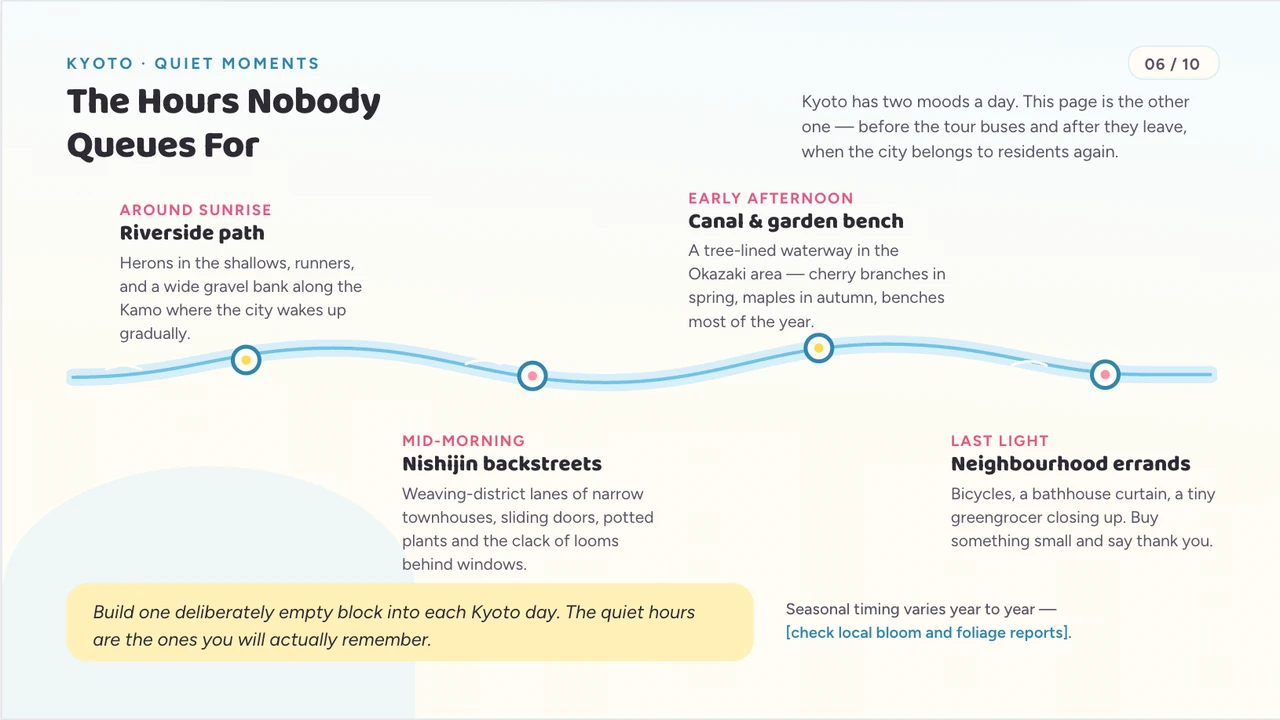 KYOTO · QUIET MOMENTS
06 / 10
The Hours Nobody
Queues For
Kyoto has two moods a day. This page is the other
one — before the tour buses and after they leave,
when the city belongs to residents again.
AROUND SUNRISE
Riverside path
Herons in the shallows, runners,
and a wide gravel bank along the
Kamo where the city wakes up
gradually.
EARLY AFTERNOON
Canal & garden bench
A tree-lined waterway in the
Okazaki area — cherry branches in
spring, maples in autumn, benches
most of the year.
MID-MORNING
Nishijin backstreets
Weaving-district lanes of narrow
townhouses, sliding doors, potted
plants and the clack of looms
behind windows.
LAST LIGHT
Neighbourhood errands
Bicycles, a bathhouse curtain, a tiny
greengrocer closing up. Buy
something small and say thank you.
Build one deliberately empty block into each Kyoto day. The quiet hours
are the ones you will actually remember.
Seasonal timing varies year to year —
[check local bloom and foliage reports].